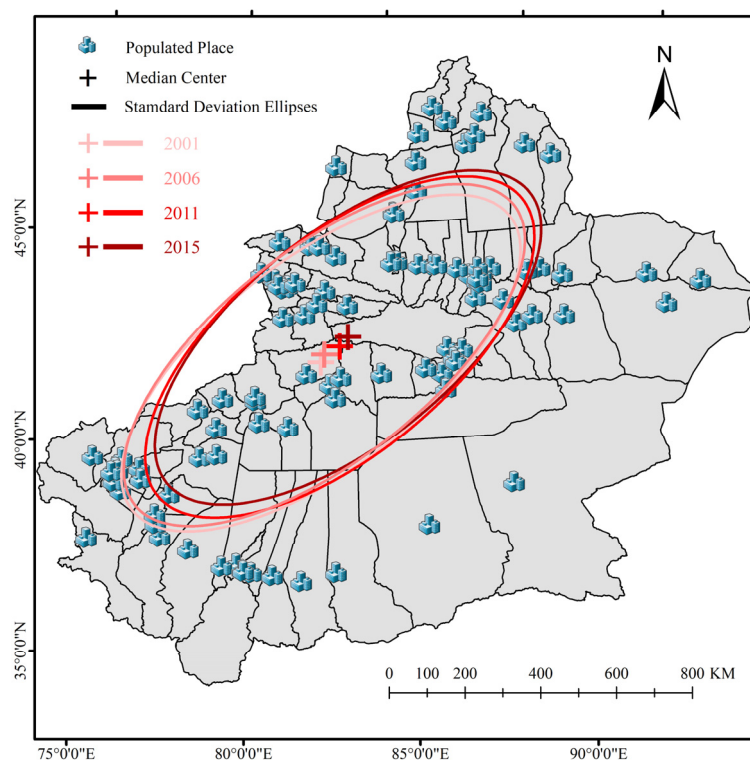 Populated Place
N
Median Center
Stamdard Deviation Ellipses
2001
2006
2011
2015
45°0'0"N
40°0'0"N
35°0'0"N
0 100 200 400 600 800 KM
75°0'0"E 80°0'0"E 85°0'0"E 90°0'0"E